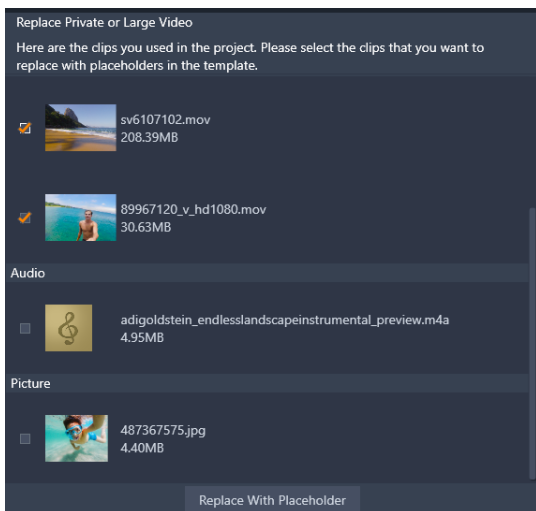 Replace Private or Large Video
Here are the clips you used in the project. Please select the clips that you want to
replace with placeholders in the template.
sv6107102.mov
208.39MB
89967120_v_hd1080.mov
30.63MB
Audio
adigoldstein_endlesslandscapeinstrumental_preview.m4a
4.95MB
Picture
487367575.jpg
4.40MB
Replace With Placeholder